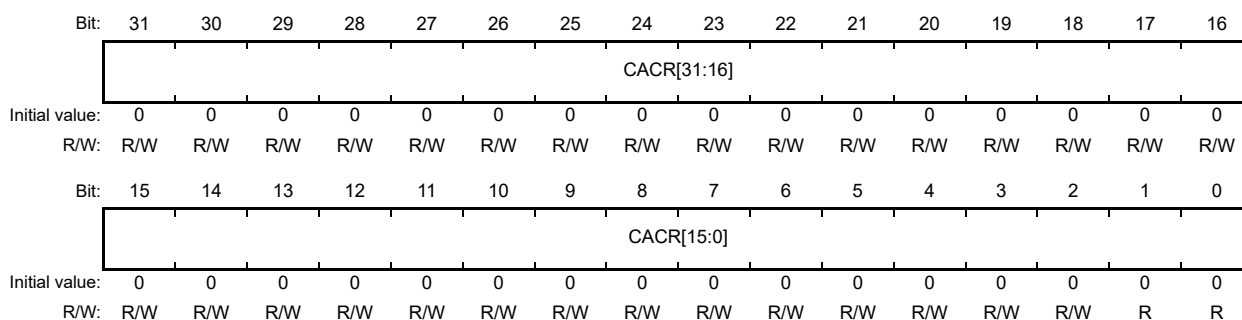 Bit: 31 30 29 28 27 26 25 24 23 22 21 20 19 18 17 16
CACR[31:16]
Initial value: 0 0 0 0 0 0 0 0 0 0 0 0 0 0 0 0
R/W: R/W R/W R/W R/W R/W R/W R/W R/W R/W R/W R/W R/W R/W R/W R/W R/W
Bit: 15 14 13 12 11 10 9 8 7 6 5 4 3 2 1 0
CACR[15:0]
Initial value: 0 0 0 0 0 0 0 0 0 0 0 0 0 0 0 0
R/W: R/W R/W R/W R/W R/W R/W R/W R/W R/W R/W R/W R/W R/W R/W R R